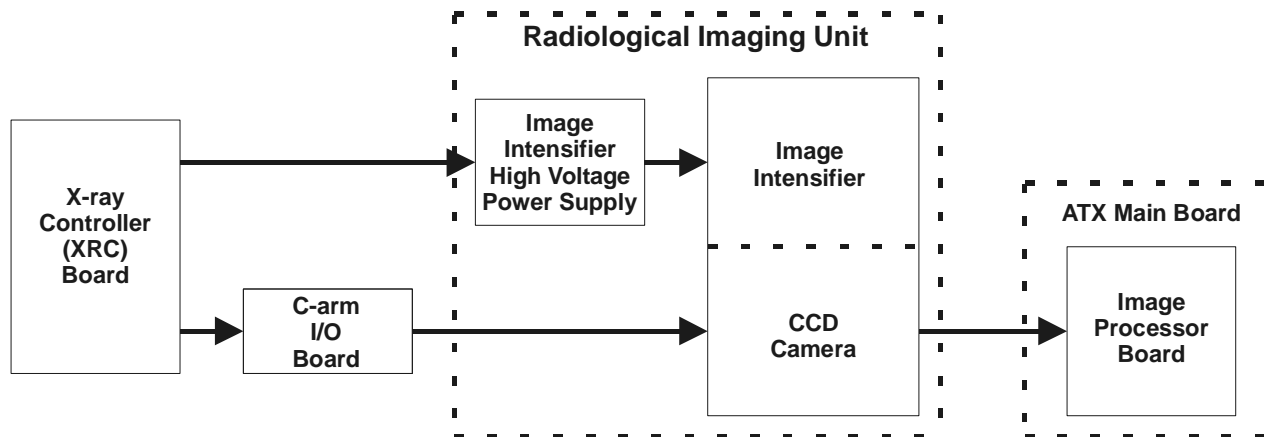 Radiological Imaging Unit
X-ray
Controller
(XRC)
Board
Image
Intensifier
High Voltage
Power Supply
Image
Intensifier
C-arm
I/O
Board
CCD
Camera
ATX Main Board
Image
Processor
Board